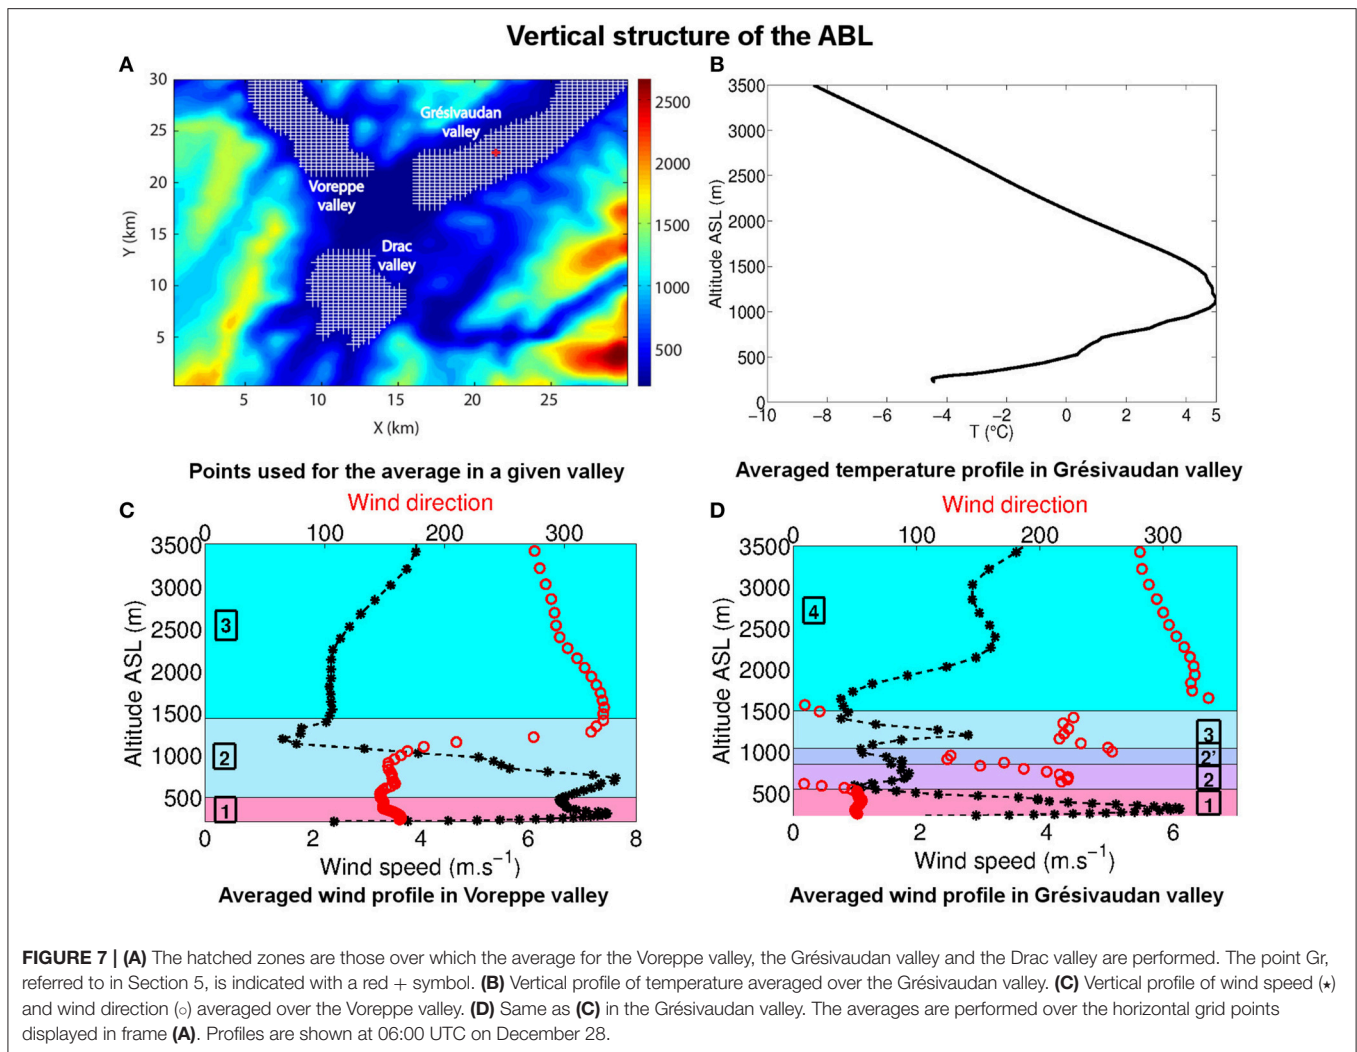 Vertical structure of the ABL
A
30
25
20
15
10
5
Y (km)
5
10
15
20
25
X (km)
Grésivaudan
valley
Voreppe
valley
Drac
valley
2500
2000
1500
1000
500
Points used for the average in a given valley
B
3500
3000
2500
2000
1500
1000
500
0
Altitude ASL (m)
−10 −8 −6 −4 −2 0 2 4 5
T (°C)
Averaged temperature profile in Grésivaudan valley
C
Wind direction
0 100 200 300
3500
3000
2500
2000
1500
1000
500
Altitude ASL (m)
3
2
1
0 2 4 6 8
Wind speed (m.s−1)
Averaged wind profile in Voreppe valley
D
Wind direction
0 100 200 300
3500
3000
2500
2000
1500
1000
500
Altitude ASL (m)
4
3
2'
2
1
0 2 4 6
Wind speed (m.s−1)
Averaged wind profile in Grésivaudan valley
FIGURE 7 | (A) The hatched zones are those over which the average for the Voreppe valley, the Grésivaudan valley and the Drac valley are performed. The point Gr,
referred to in Section 5, is indicated with a red + symbol. (B) Vertical profile of temperature averaged over the Grésivaudan valley. (C) Vertical profile of wind speed (⋆)
and wind direction (○) averaged over the Voreppe valley. (D) Same as (C) in the Grésivaudan valley. The averages are performed over the horizontal grid points
displayed in frame (A). Profiles are shown at 06:00 UTC on December 28.